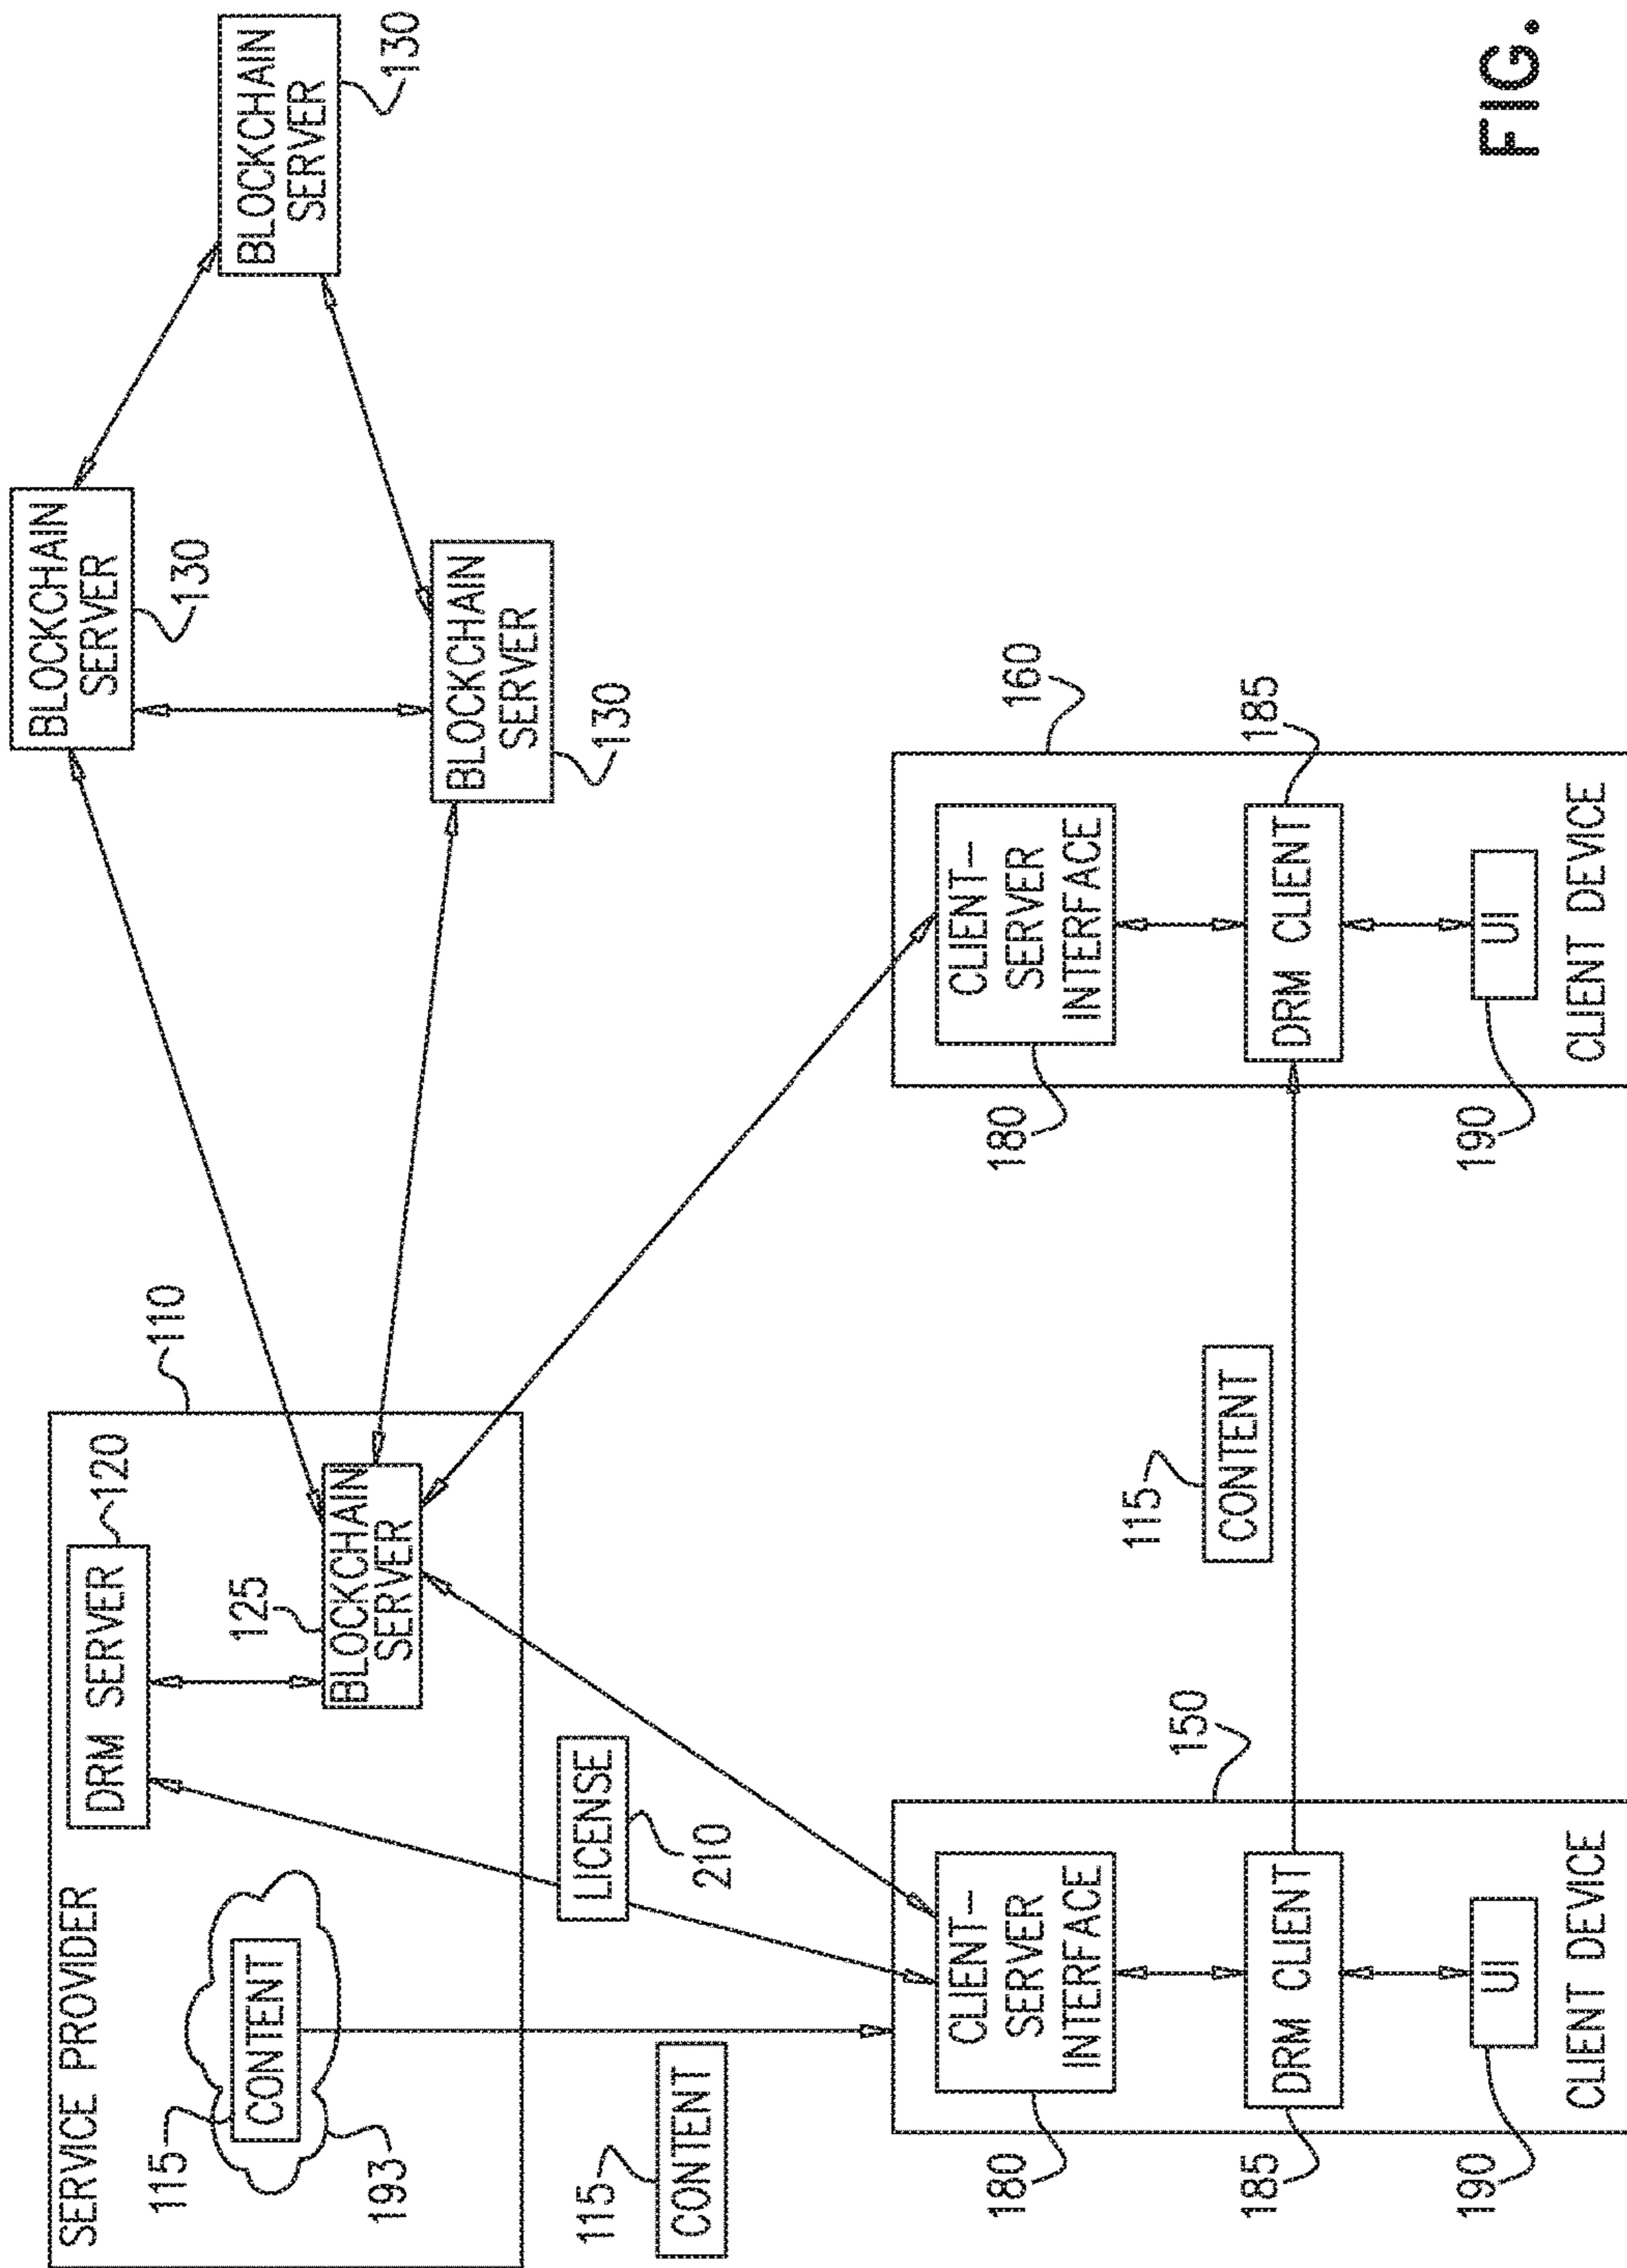 SERVICE PROVIDER
115
CONTENT
193
DRM SERVER
120
125
BLOCKCHAIN
SERVER
110
BLOCKCHAIN
SERVER
130
BLOCKCHAIN
SERVER
130
BLOCKCHAIN
SERVER
130
115
CONTENT
LICENSE
210
150
CLIENT-
SERVER
INTERFACE
180
DRM CLIENT
185
UI
190
CLIENT DEVICE
115
CONTENT
160
CLIENT-
SERVER
INTERFACE
180
DRM CLIENT
185
UI
190
CLIENT DEVICE
FIG.